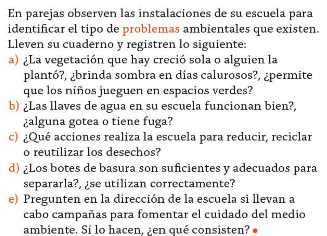 En parejas observen las instalaciones de su escuela para
identificar el tipo de problemas ambientales que existen.
Lleven su cuaderno y registren lo siguiente:
a) ¿La vegetación que hay creció sola o alguien la
plantó?, ¿brinda sombra en días calurosos?, ¿permite
que los niños jueguen en espacios verdes?
b) ¿Las llaves de agua en su escuela funcionan bien?,
¿alguna gotea o tiene fuga?
c) ¿Qué acciones realiza la escuela para reducir, reciclar
o reutilizar los desechos?
d) ¿Los botes de basura son suficientes y adecuados para
separarla?, ¿se utilizan correctamente?
e) Pregunten en la dirección de la escuela si llevan a
cabo campañas para fomentar el cuidado del medio
ambiente. Si lo hacen, ¿en qué consisten?